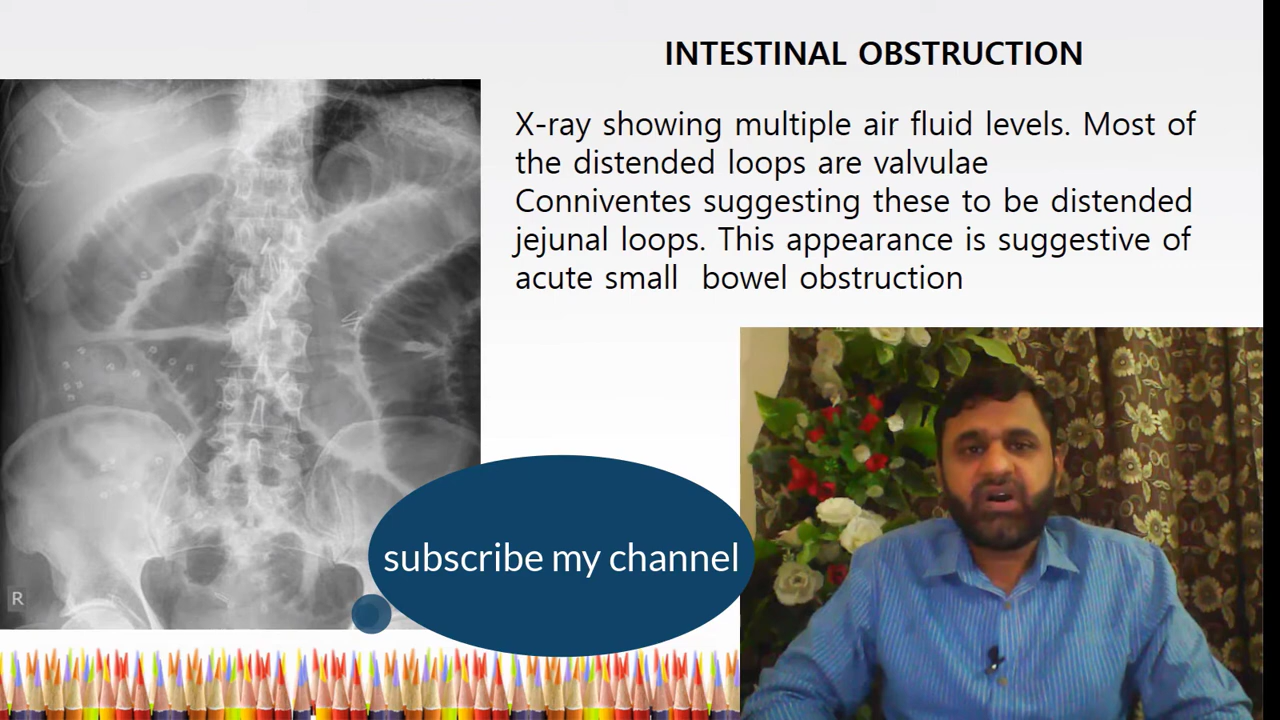 INTESTINAL OBSTRUCTION
X-ray showing multiple air fluid levels. Most of
the distended loops are valvulae
Conniventes suggesting these to be distended
jejunal loops. This appearance is suggestive of
acute small  bowel obstruction
subscribe my channel
R